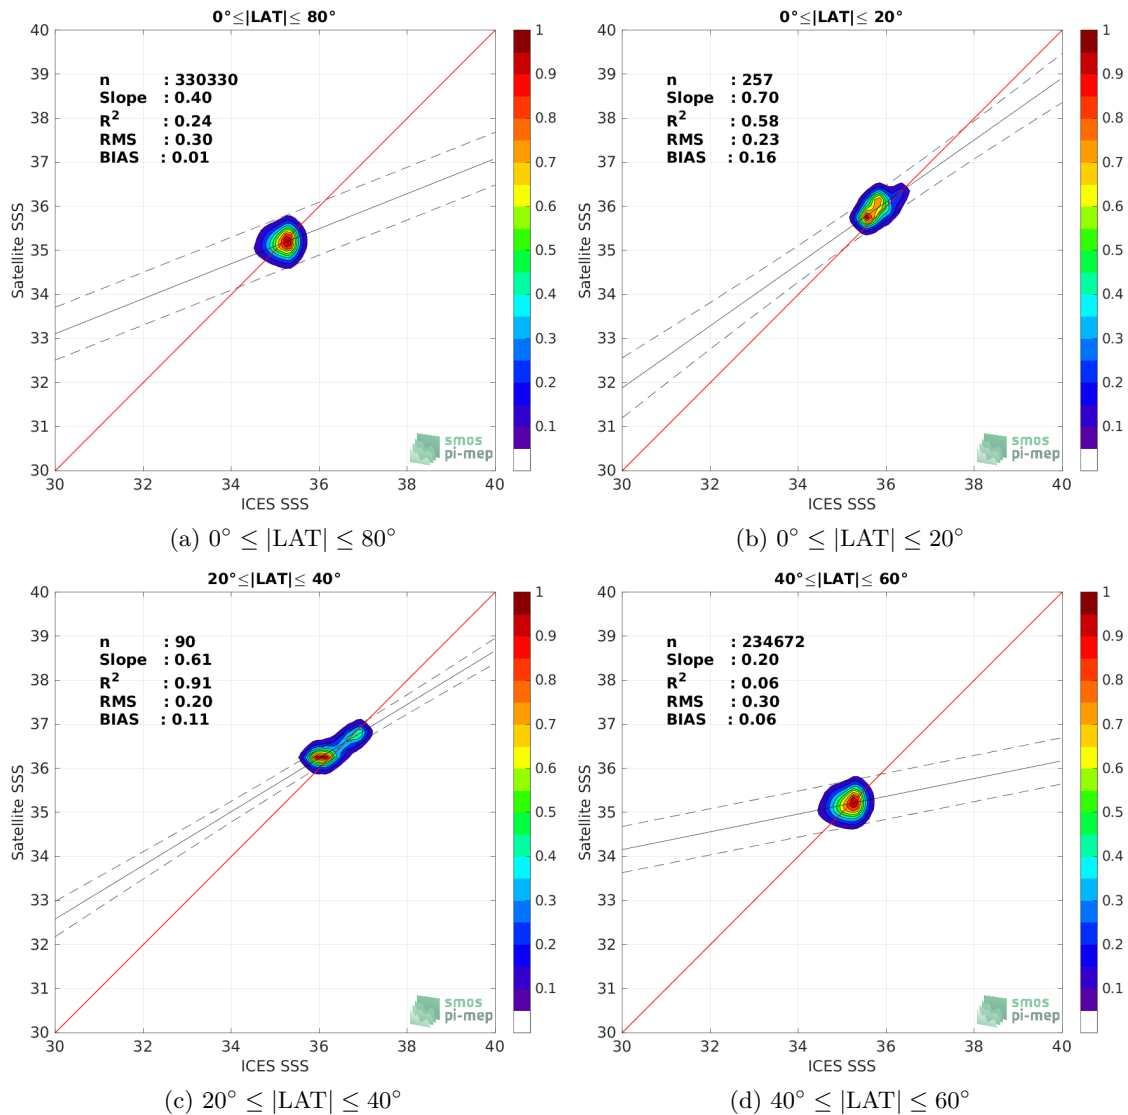 0°≤|LAT|≤ 80°
40
39
38
37
36
35
34
33
32
31
30
Satellite SSS
n : 330330
Slope : 0.40
R² : 0.24
RMS : 0.30
BIAS : 0.01
smos
pi-mep
30 32 34 36 38 40
ICES SSS
1
0.9
0.8
0.7
0.6
0.5
0.4
0.3
0.2
0.1
(a) 0° ≤ |LAT| ≤ 80°
0°≤|LAT|≤ 20°
40
39
38
37
36
35
34
33
32
31
30
Satellite SSS
n : 257
Slope : 0.70
R² : 0.58
RMS : 0.23
BIAS : 0.16
smos
pi-mep
30 32 34 36 38 40
ICES SSS
1
0.9
0.8
0.7
0.6
0.5
0.4
0.3
0.2
0.1
(b) 0° ≤ |LAT| ≤ 20°
20°≤|LAT|≤ 40°
40
39
38
37
36
35
34
33
32
31
30
Satellite SSS
n : 90
Slope : 0.61
R² : 0.91
RMS : 0.20
BIAS : 0.11
smos
pi-mep
30 32 34 36 38 40
ICES SSS
1
0.9
0.8
0.7
0.6
0.5
0.4
0.3
0.2
0.1
(c) 20° ≤ |LAT| ≤ 40°
40°≤|LAT|≤ 60°
40
39
38
37
36
35
34
33
32
31
30
Satellite SSS
n : 234672
Slope : 0.20
R² : 0.06
RMS : 0.30
BIAS : 0.06
smos
pi-mep
30 32 34 36 38 40
ICES SSS
1
0.9
0.8
0.7
0.6
0.5
0.4
0.3
0.2
0.1
(d) 40° ≤ |LAT| ≤ 60°